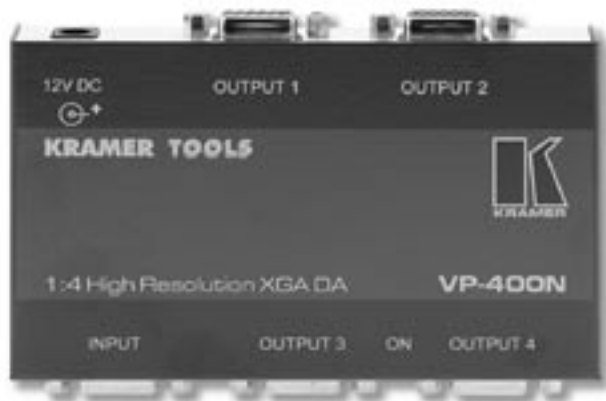 12V DC OUTPUT 1 OUTPUT 2
+
KRAMER TOOLS
KRAMER
1:4 High Resolution XGA DA VP-400N
INPUT OUTPUT 3 ON OUTPUT 4